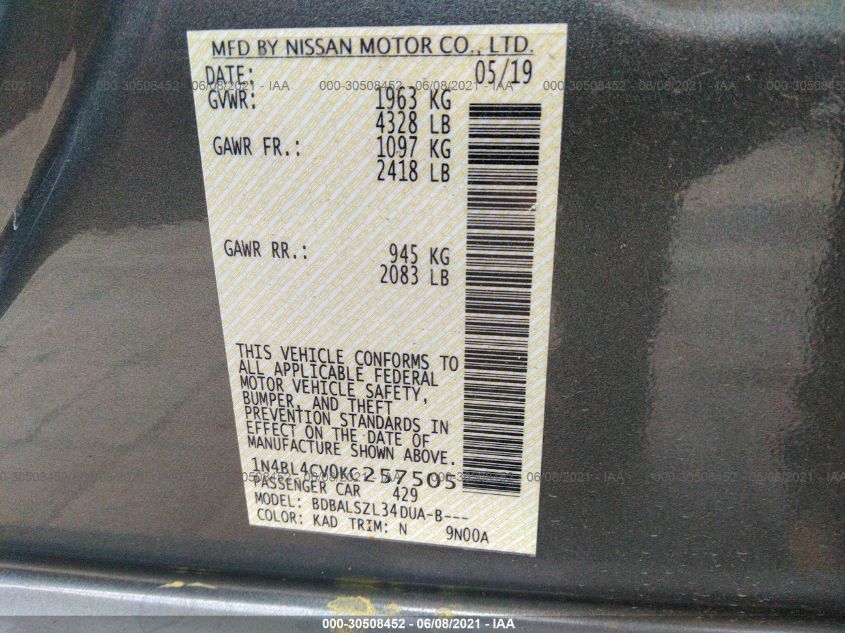 MFD BY NISSAN MOTOR CO., LTD.
DATE: 05/19
GVWR: 1963 KG
4328 LB
GAWR FR.: 1097 KG
2418 LB
GAWR RR.: 945 KG
2083 LB
THIS VEHICLE CONFORMS TO
ALL APPLICABLE FEDERAL
MOTOR VEHICLE SAFETY,
BUMPER, AND THEFT
PREVENTION STANDARDS IN
EFFECT ON THE DATE OF
MANUFACTURE SHOWN ABOVE.
1N4BL4CV0KC257505
PASSENGER CAR 429
MODEL: BDBALSZL34DUA-B---
COLOR: KAD TRIM: N 9N00A
000-30508452 - 06/08/2021 - IAA